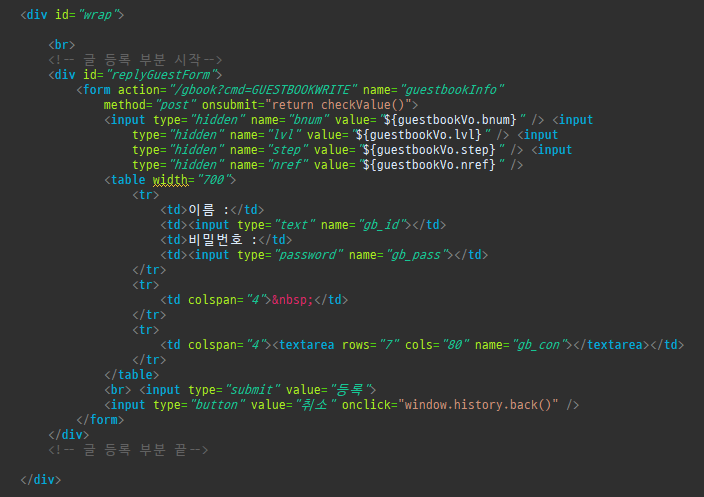 <div id="wrap">
<br>
<!-- 글 등록 부분 시작-->
<div id="replyGuestForm">
<form action="/gbook?cmd=GUESTBOOKWRITE" name="guestbookInfo"
method="post" onsubmit="return checkValue()">
<input type="hidden" name="bnum" value="${guestbookVo.bnum}" /> <input
type="hidden" name="lvl" value="${guestbookVo.lvl}" /> <input
type="hidden" name="step" value="${guestbookVo.step}" /> <input
type="hidden" name="nref" value="${guestbookVo.nref}" />
<table width="700">
<tr>
<td>이름 :</td>
<td><input type="text" name="gb_id"></td>
<td>비밀번호 :</td>
<td><input type="password" name="gb_pass"></td>
</tr>
<tr>
<td colspan="4">&nbsp;</td>
</tr>
<tr>
<td colspan="4"><textarea rows="7" cols="80" name="gb_con"></textarea></td>
</tr>
</table>
<br> <input type="submit" value="등록">
<input type="button" value="취소" onclick="window.history.back()" />
</form>
</div>
<!-- 글 등록 부분 끝-->
</div>